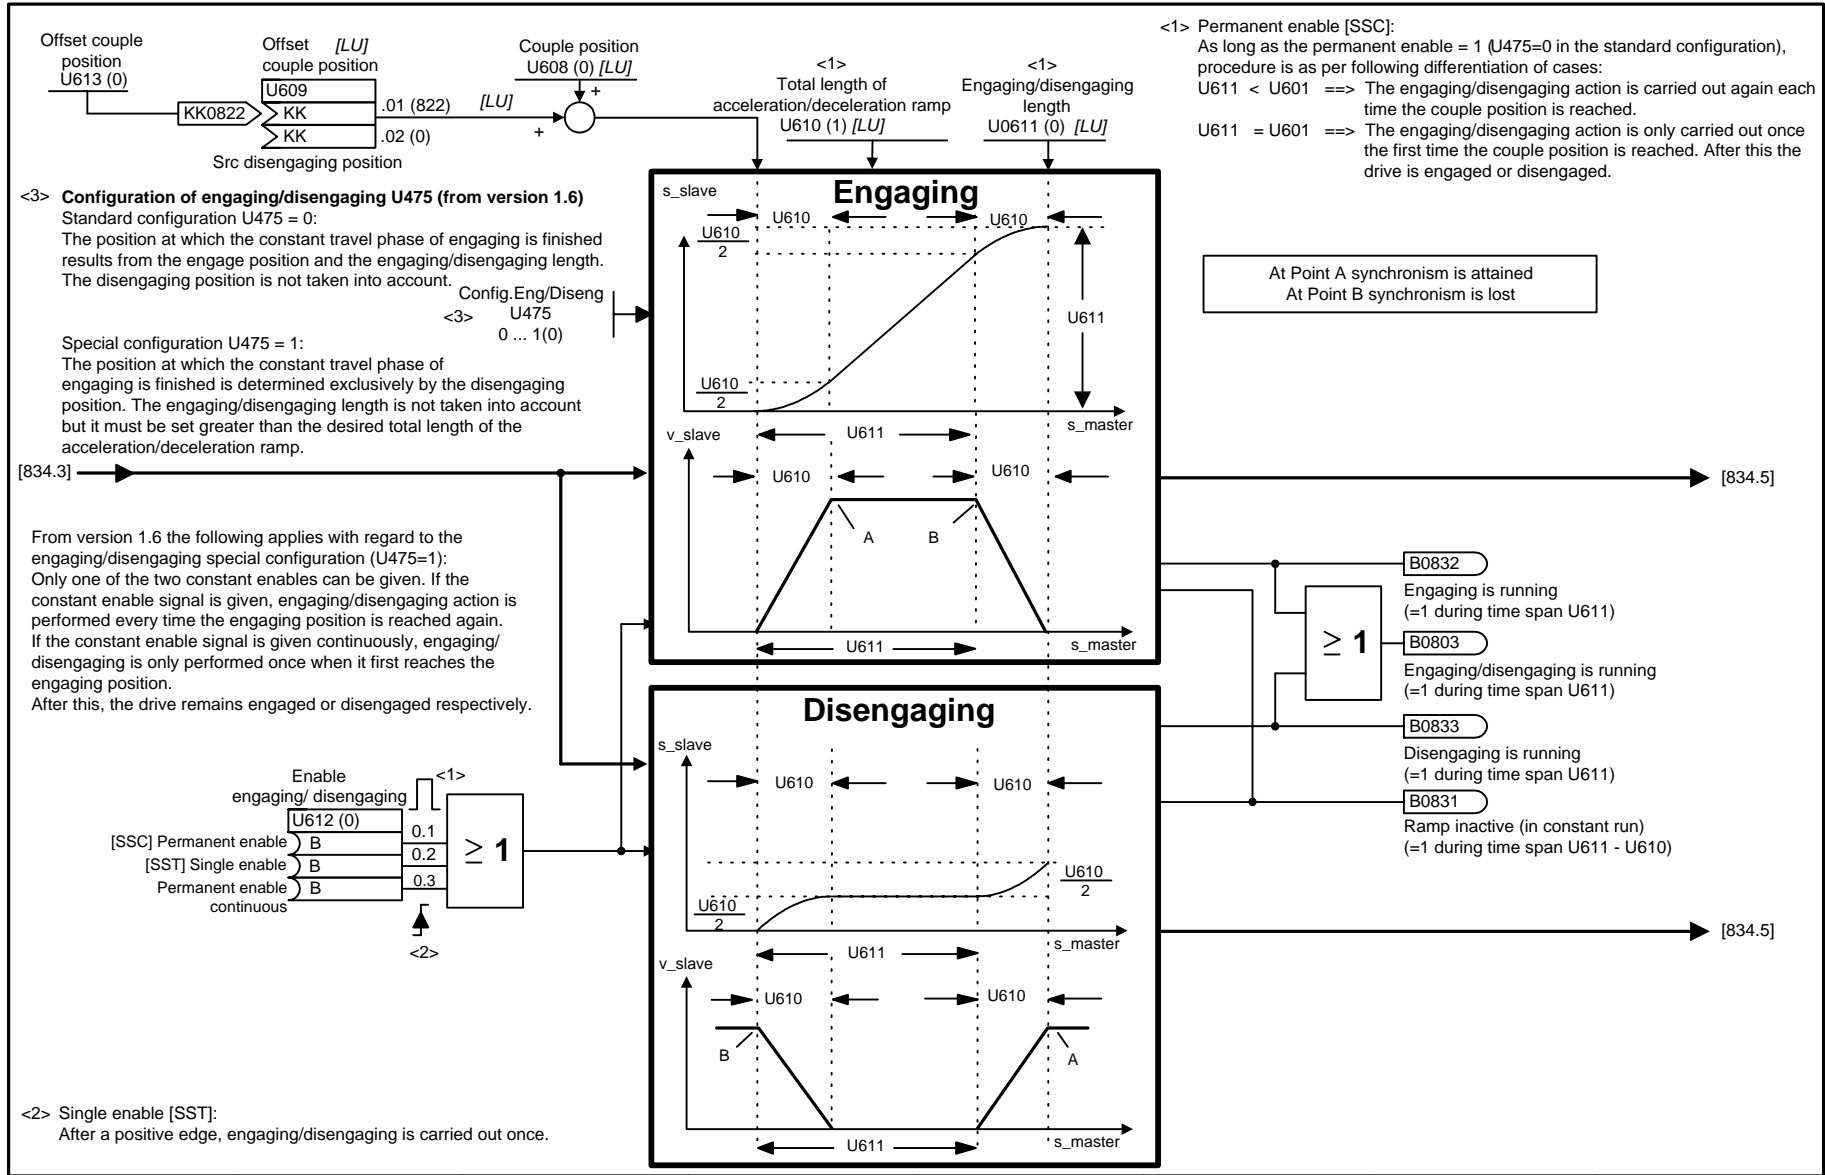 Offset couple
position
U613 (0)
KK0822
Offset [LU]
couple position
U609
KK
.01 (822)
KK
.02 (0)
Src disengaging position
[LU]
Couple position
U608 (0) [LU]
+
+
<1>
Total length of
acceleration/deceleration ramp
U610 (1) [LU]
<1>
Engaging/disengaging
length
U0611 (0) [LU]
<1> Permanent enable [SSC]:
As long as the permanent enable = 1 (U475=0 in the standard configuration),
procedure is as per following differentiation of cases:
U611 < U601 ==> The engaging/disengaging action is carried out again each
time the couple position is reached.
U611 = U601 ==> The engaging/disengaging action is only carried out once
the first time the couple position is reached. After this the
drive is engaged or disengaged.
At Point A synchronism is attained
At Point B synchronism is lost
<3> Configuration of engaging/disengaging U475 (from version 1.6)
Standard configuration U475 = 0:
The position at which the constant travel phase of engaging is finished
results from the engage position and the engaging/disengaging length.
The disengaging position is not taken into account.
Config.Eng/Diseng
<3> U475
0 ... 1(0)
Special configuration U475 = 1:
The position at which the constant travel phase of
engaging is finished is determined exclusively by the disengaging
position. The engaging/disengaging length is not taken into account
but it must be set greater than the desired total length of the
acceleration/deceleration ramp.
[834.3]
From version 1.6 the following applies with regard to the
engaging/disengaging special configuration (U475=1):
Only one of the two constant enables can be given. If the
constant enable signal is given, engaging/disengaging action is
performed every time the engaging position is reached again.
If the constant enable signal is given continuously, engaging/
disengaging is only performed once when it first reaches the
engaging position.
After this, the drive remains engaged or disengaged respectively.
Enable
engaging/ disengaging
<1>
U612 (0)
[SSC] Permanent enable B 0.1
[SST] Single enable B 0.2
Permanent enable
continuous
B 0.3
≥ 1
<2>
<2> Single enable [SST]:
After a positive edge, engaging/disengaging is carried out once.
Engaging
s_slave
U610
U610
U610
2
U611
U610
2
s_master
v_slave
U611
U610
U610
A
B
U611
s_master
Disengaging
s_slave
U610
U610
U610
2
U610
2
s_master
v_slave
U611
U610
U610
B
A
U611
s_master
[834.5]
B0832
Engaging is running
(=1 during time span U611)
≥ 1
B0803
Engaging/disengaging is running
(=1 during time span U611)
B0833
Disengaging is running
(=1 during time span U611)
B0831
Ramp inactive (in constant run)
(=1 during time span U611 - U610)
[834.5]